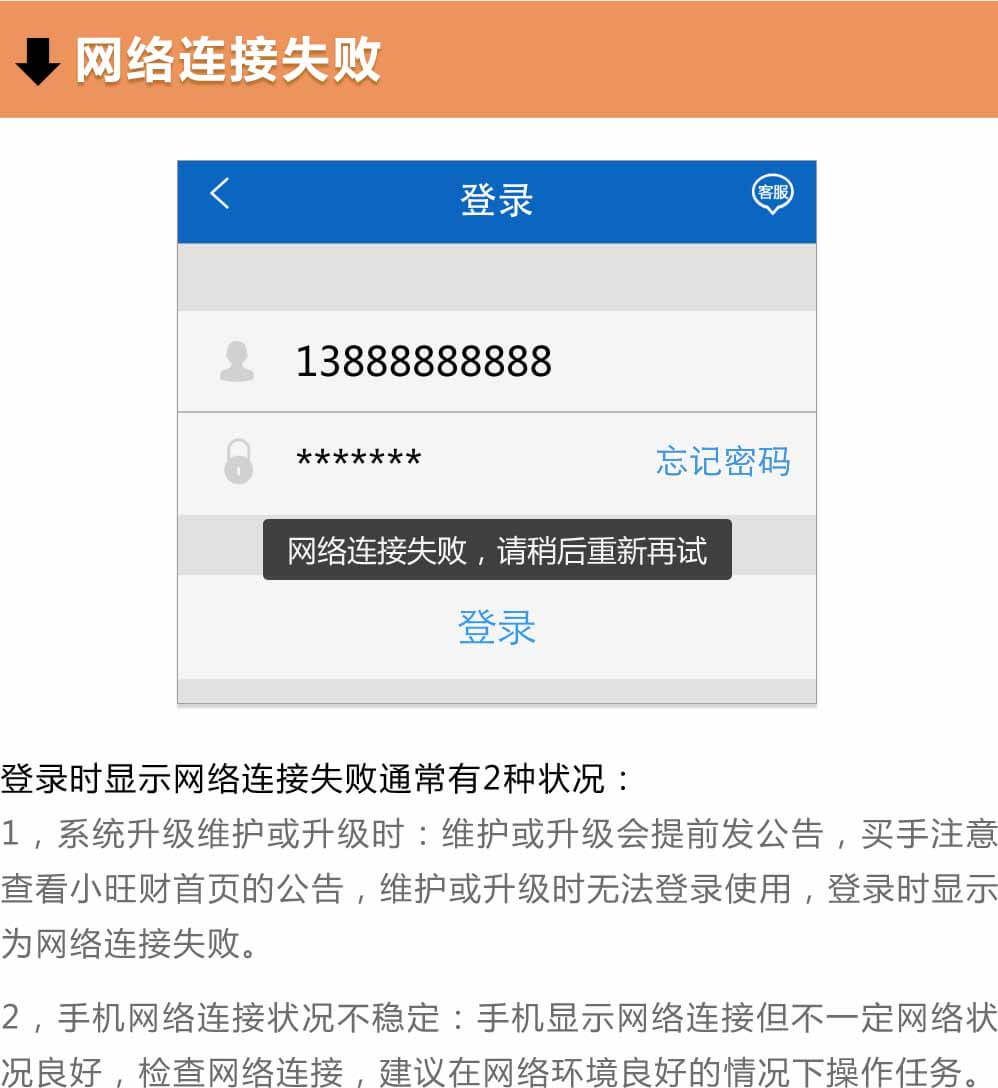 网络连接失败
登录
客服
13888888888
*******
忘记密码
网络连接失败，请稍后重新再试
登录
登录时显示网络连接失败通常有2种状况：
1，系统升级维护或升级时：维护或升级会提前发公告，买手注意
查看小旺财首页的公告，维护或升级时无法登录使用，登录时显示
为网络连接失败。
2，手机网络连接状况不稳定：手机显示网络连接但不一定网络状
况良好，检查网络连接，建议在网络环境良好的情况下操作任务。